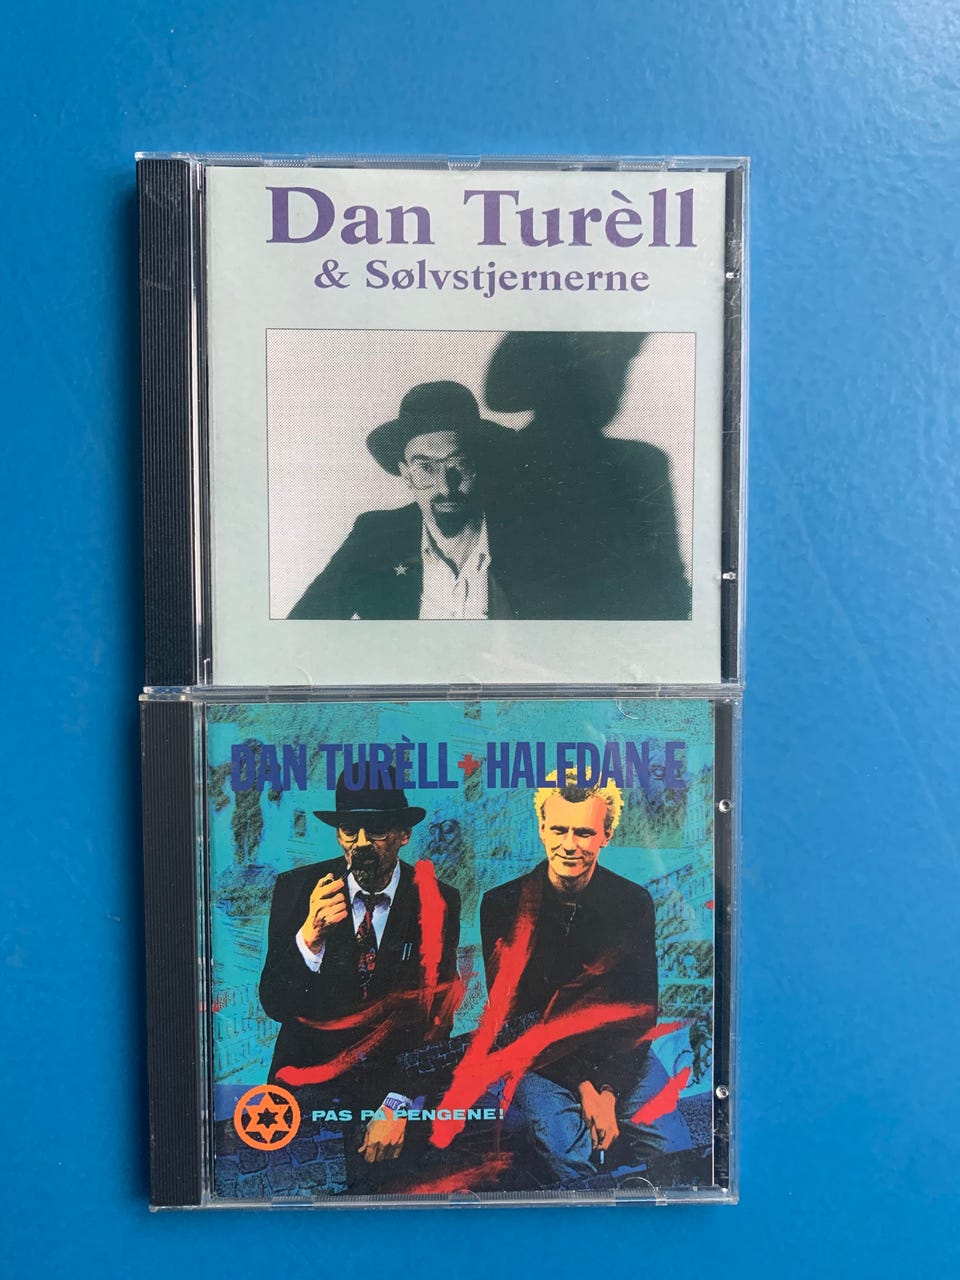 Dan Turèll
& Sølvstjernerne
DAN TURÈLL + HALFDAN E
PAS PÅ PENGENE!